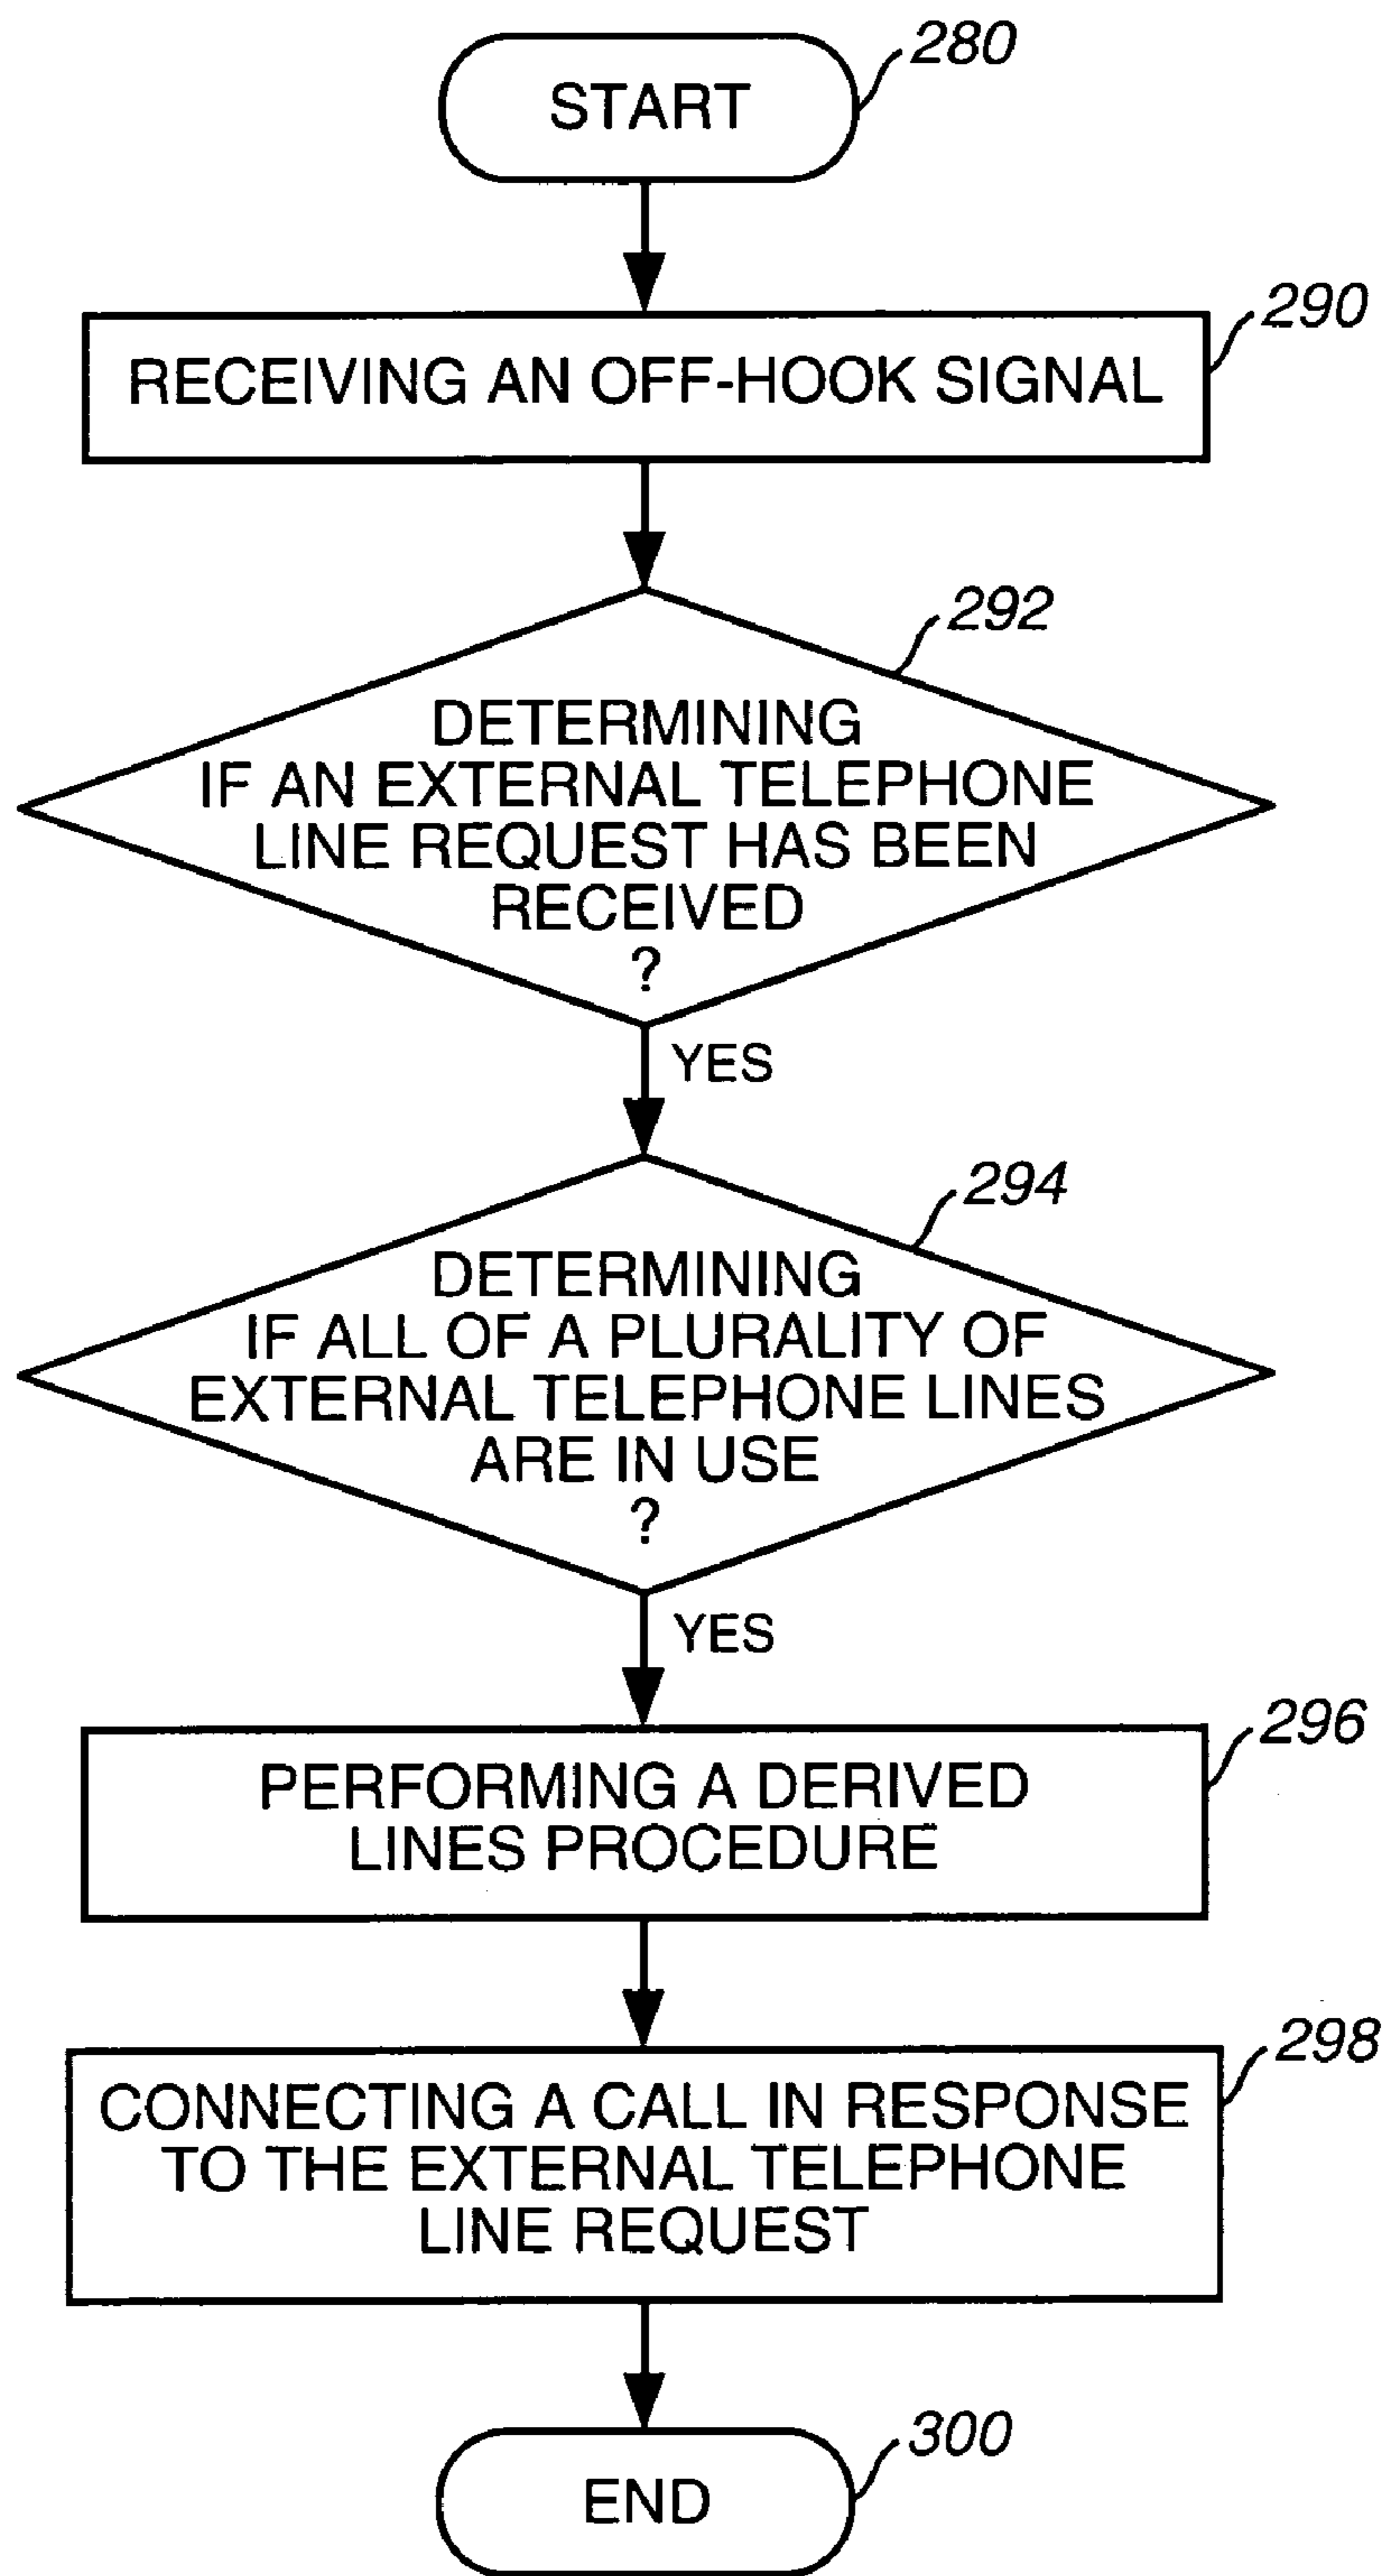 START
280
RECEIVING AN OFF-HOOK SIGNAL
290
292
DETERMINING
IF AN EXTERNAL TELEPHONE
LINE REQUEST HAS BEEN
RECEIVED
?
YES
294
DETERMINING
IF ALL OF A PLURALITY OF
EXTERNAL TELEPHONE LINES
ARE IN USE
?
YES
296
PERFORMING A DERIVED
LINES PROCEDURE
298
CONNECTING A CALL IN RESPONSE
TO THE EXTERNAL TELEPHONE
LINE REQUEST
300
END